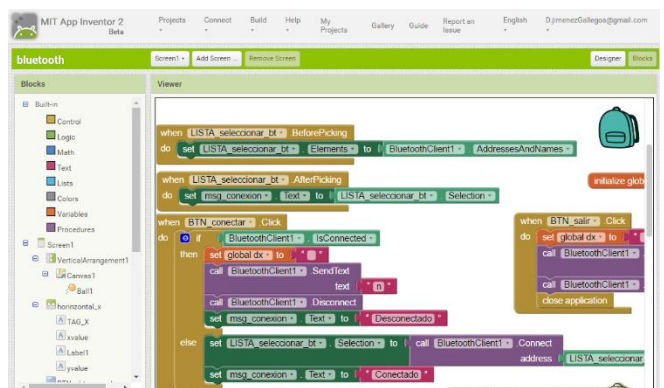 MIT App Inventor 2
Beta
Projects Connect Build Help My Projects Gallery Guide Report an Issue English D.jimenezGallegos@gmail.com
bluetooth Screen1 Add Screen ... Remove Screen Designer Blocks
Blocks Viewer
Built-in
Control
Logic
Math
Text
Lists
Colors
Variables
Procedures
Screen1
VerticalArrangement1
Canvas1
Ball1
horinzontal_x
TAG_X
xvalue
Label1
yvalue
when LISTA_seleccionar_bt .BeforePicking
do set LISTA_seleccionar_bt . Elements to BluetoothClient1 . AddressesAndNames
when LISTA_seleccionar_bt .AfterPicking
do set msg_conexion . Text to LISTA_seleccionar_bt . Selection
initialize glob
when BTN_conectar .Click
do if BluetoothClient1 . IsConnected
then set global dx to " "
call BluetoothClient1 .SendText
text " n "
call BluetoothClient1 .Disconnect
set msg_conexion . Text to " Desconectado "
else set LISTA_seleccionar_bt . Selection to call BluetoothClient1 .Connect
address LISTA_seleccionar
set msg_conexion . Text to " Conectado "
when BTN_salir .Click
do set global dx to "
call BluetoothClient1
call BluetoothClient1
close application